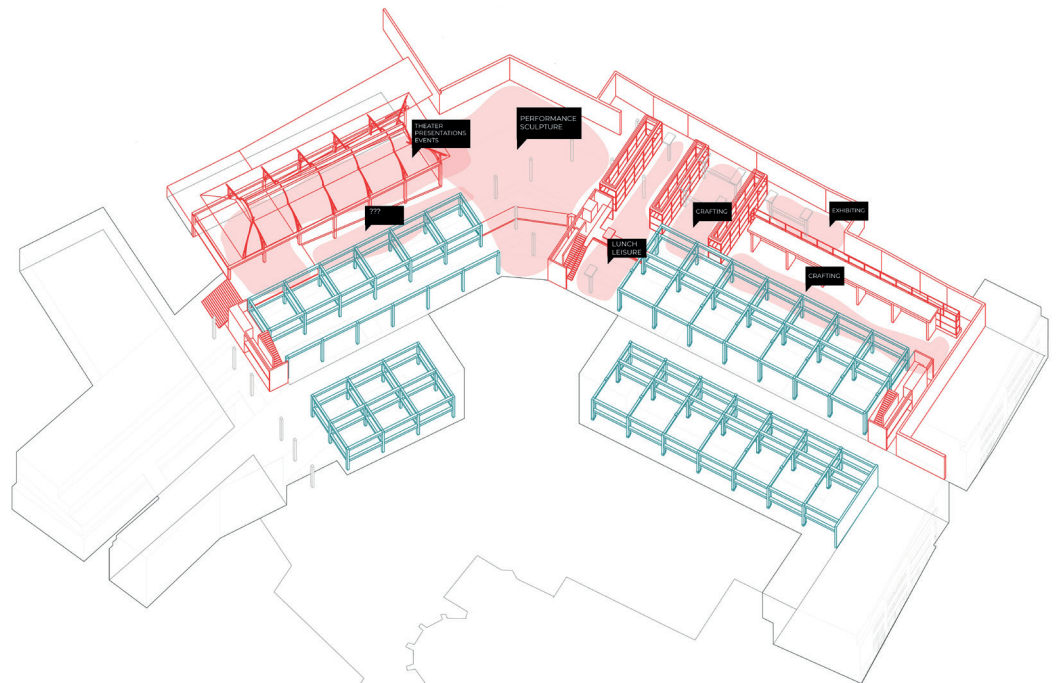 THEATER
PRESENTATIONS
EVENTS
PERFORMANCE
SCULPTURE
???
CRAFTING
EXHIBITING
LUNCH
LEISURE
CRAFTING